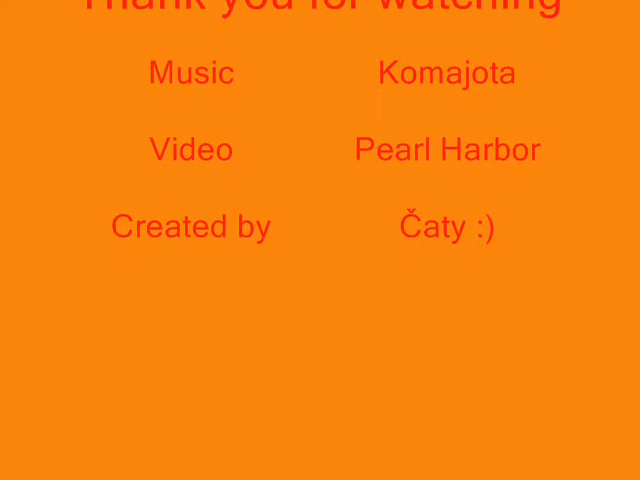 Thank you for watching
Music Komajota
Video Pearl Harbor
Created by Čaty :)